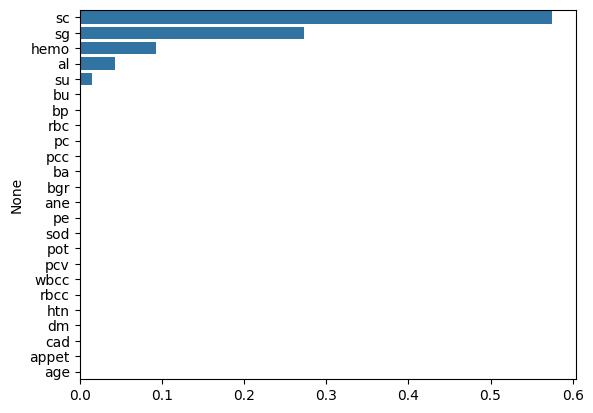 sc
sg
hemo
al
su
bu
bp
rbc
pc
pcc
ba
bgr
ane
pe
sod
pot
pcv
wbcc
rbcc
htn
dm
cad
appet
age
None
0.0 0.1 0.2 0.3 0.4 0.5 0.6